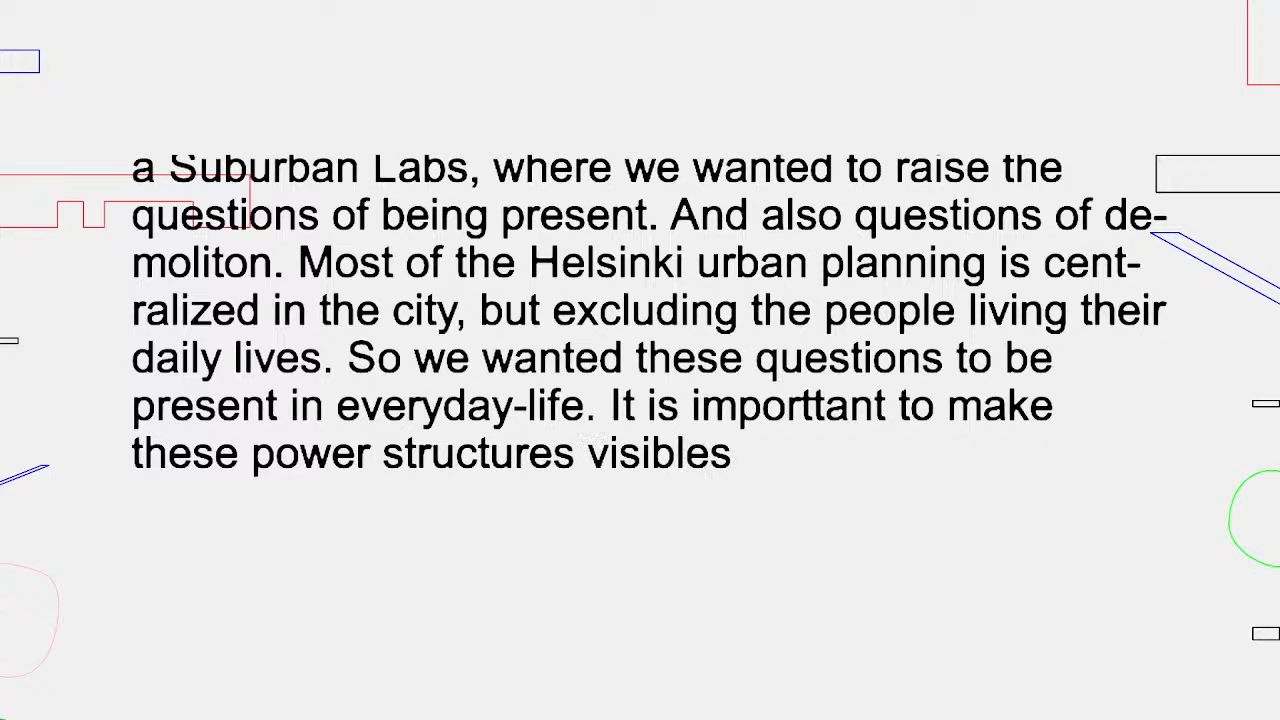 a Suburban Labs, where we wanted to raise the
questions of being present. And also questions of de-
moliton. Most of the Helsinki urban planning is cent-
ralized in the city, but excluding the people living their
daily lives. So we wanted these questions to be
present in everyday-life. It is importtant to make
these power structures visibles